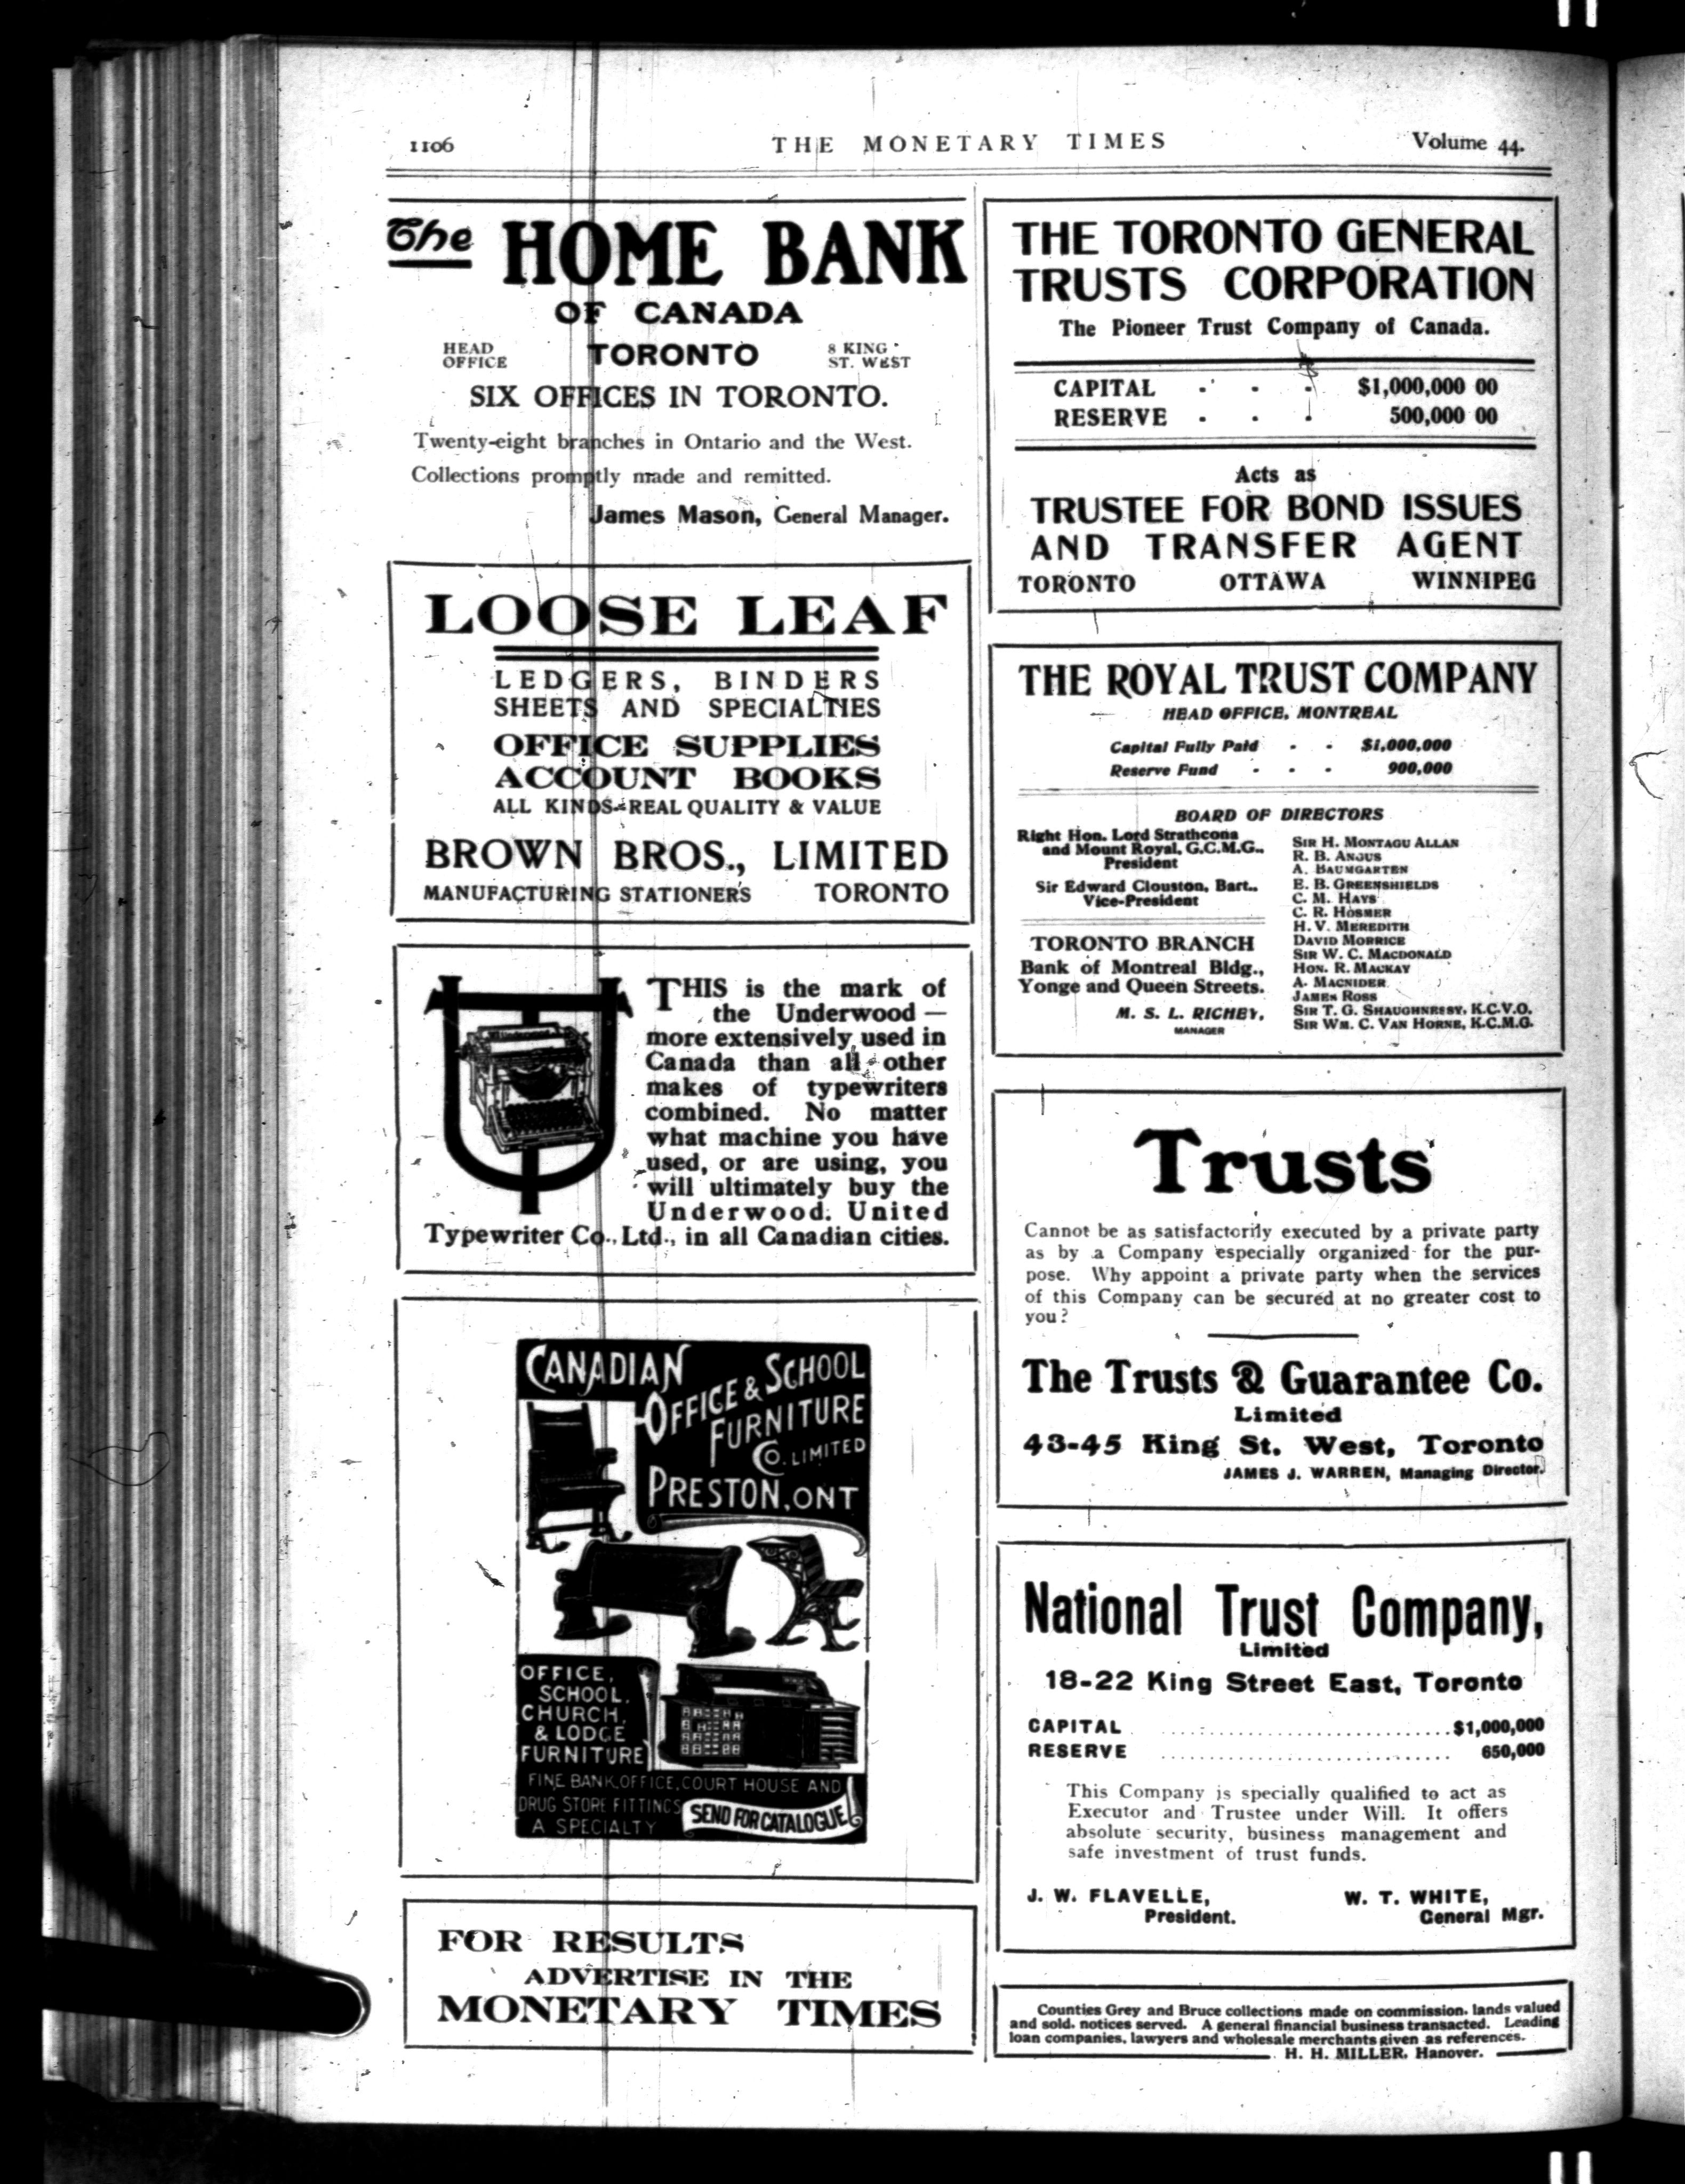 1106
THE MONETARY TIMES
Volume 44.
The HOME BANK
OF CANADA
HEAD OFFICE TORONTO 8 KING ST. WEST
SIX OFFICES IN TORONTO.
Twenty-eight branches in Ontario and the West.
Collections promptly made and remitted.
James Mason, General Manager.
LOOSE LEAF
LEDGERS, BINDERS
SHEETS AND SPECIALTIES
OFFICE SUPPLIES
ACCOUNT BOOKS
ALL KINDS-REAL QUALITY & VALUE
BROWN BROS., LIMITED
MANUFACTURING STATIONERS TORONTO
THIS is the mark of
the Underwood —
more extensively used in
Canada than all other
makes of typewriters
combined. No matter
what machine you have
used, or are using, you
will ultimately buy the
Underwood. United
Typewriter Co., Ltd., in all Canadian cities.
CANADIAN
OFFICE & SCHOOL
FURNITURE
CO. LIMITED
PRESTON, ONT
OFFICE,
SCHOOL,
CHURCH,
& LODGE
FURNITURE
FINE BANK, OFFICE, COURT HOUSE AND
DRUG STORE FITTINGS
A SPECIALTY
SEND FOR CATALOGUE
FOR RESULTS
ADVERTISE IN THE
MONETARY TIMES
THE TORONTO GENERAL
TRUSTS CORPORATION
The Pioneer Trust Company of Canada.
CAPITAL - - - $1,000,000 00
RESERVE - - - 500,000 00
Acts as
TRUSTEE FOR BOND ISSUES
AND TRANSFER AGENT
TORONTO OTTAWA WINNIPEG
THE ROYAL TRUST COMPANY
HEAD OFFICE, MONTREAL
Capital Fully Paid - - $1,000,000
Reserve Fund - - - 900,000
BOARD OF DIRECTORS
Right Hon. Lord Strathcona
and Mount Royal, G.C.M.G.,
President
Sir Edward Clouston, Bart.,
Vice-President
TORONTO BRANCH
Bank of Montreal Bldg.,
Yonge and Queen Streets.
M. S. L. RICHEY,
MANAGER
SIR H. MONTAGU ALLAN
R. B. ANGUS
A. BAUMGARTEN
E. B. GREENSHIELDS
C. M. HAYS
C. R. HOSMER
H. V. MEREDITH
DAVID MORRICE
SIR W. C. MACDONALD
HON. R. MACKAY
A. MACNIDER
JAMES ROSS
SIR T. G. SHAUGHNESSY, K.C.V.O.
SIR WM. C. VAN HORNE, K.C.M.G.
Trusts
Cannot be as satisfactorily executed by a private party
as by a Company especially organized for the pur-
pose. Why appoint a private party when the services
of this Company can be secured at no greater cost to
you?
The Trusts & Guarantee Co.
Limited
43-45 King St. West, Toronto
JAMES J. WARREN, Managing Director.
National Trust Company,
Limited
18-22 King Street East, Toronto
CAPITAL ..............................$1,000,000
RESERVE .............................. 650,000
This Company is specially qualified to act as
Executor and Trustee under Will. It offers
absolute security, business management and
safe investment of trust funds.
J. W. FLAVELLE,
President.
W. T. WHITE,
General Mgr.
Counties Grey and Bruce collections made on commission, lands valued
and sold, notices served. A general financial business transacted. Leading
loan companies, lawyers and wholesale merchants given as references.
H. H. MILLER, Hanover.